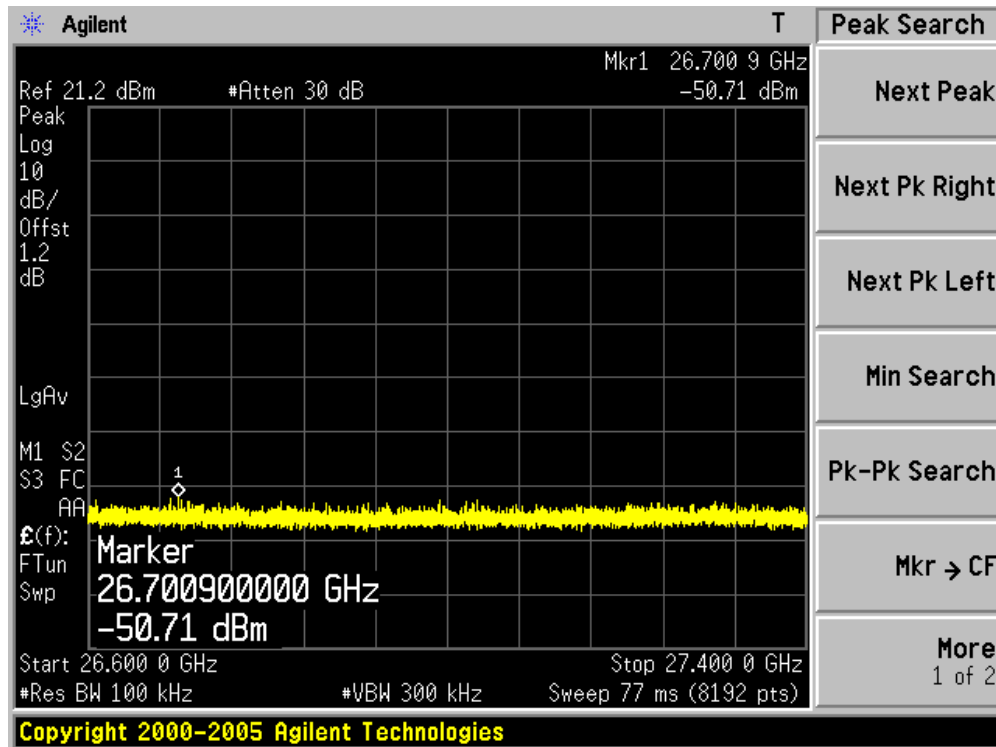 Agilent T Peak Search
Mkr1 26.700 9 GHz
Ref 21.2 dBm #Atten 30 dB -50.71 dBm
Peak
Log
10
dB/
Offst
1.2
dB
LgAv
M1 S2
S3 FC
AA
£(f):
FTun
Swp
1
Marker
26.700900000 GHz
-50.71 dBm
Start 26.600 0 GHz Stop 27.400 0 GHz
#Res BW 100 kHz #VBW 300 kHz Sweep 77 ms (8192 pts)
Copyright 2000-2005 Agilent Technologies
Next Peak
Next Pk Right
Next Pk Left
Min Search
Pk-Pk Search
Mkr → CF
More
1 of 2